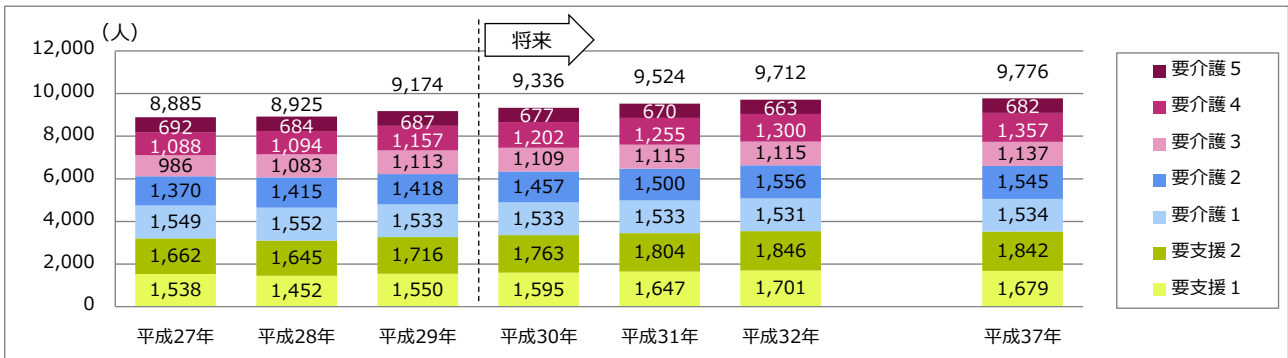 （人）
将来
12,000
10,000
8,000
6,000
4,000
2,000
0
8,885 8,925 9,174 9,336 9,524 9,712 9,776
692 684 687 677 670 663 682
1,088 1,094 1,157 1,202 1,255 1,300 1,357
986 1,083 1,113 1,109 1,115 1,115 1,137
1,370 1,415 1,418 1,457 1,500 1,556 1,545
1,549 1,552 1,533 1,533 1,533 1,531 1,534
1,662 1,645 1,716 1,763 1,804 1,846 1,842
1,538 1,452 1,550 1,595 1,647 1,701 1,679
平成27年 平成28年 平成29年 平成30年 平成31年 平成32年 平成37年
要介護５
要介護４
要介護３
要介護２
要介護１
要支援２
要支援１